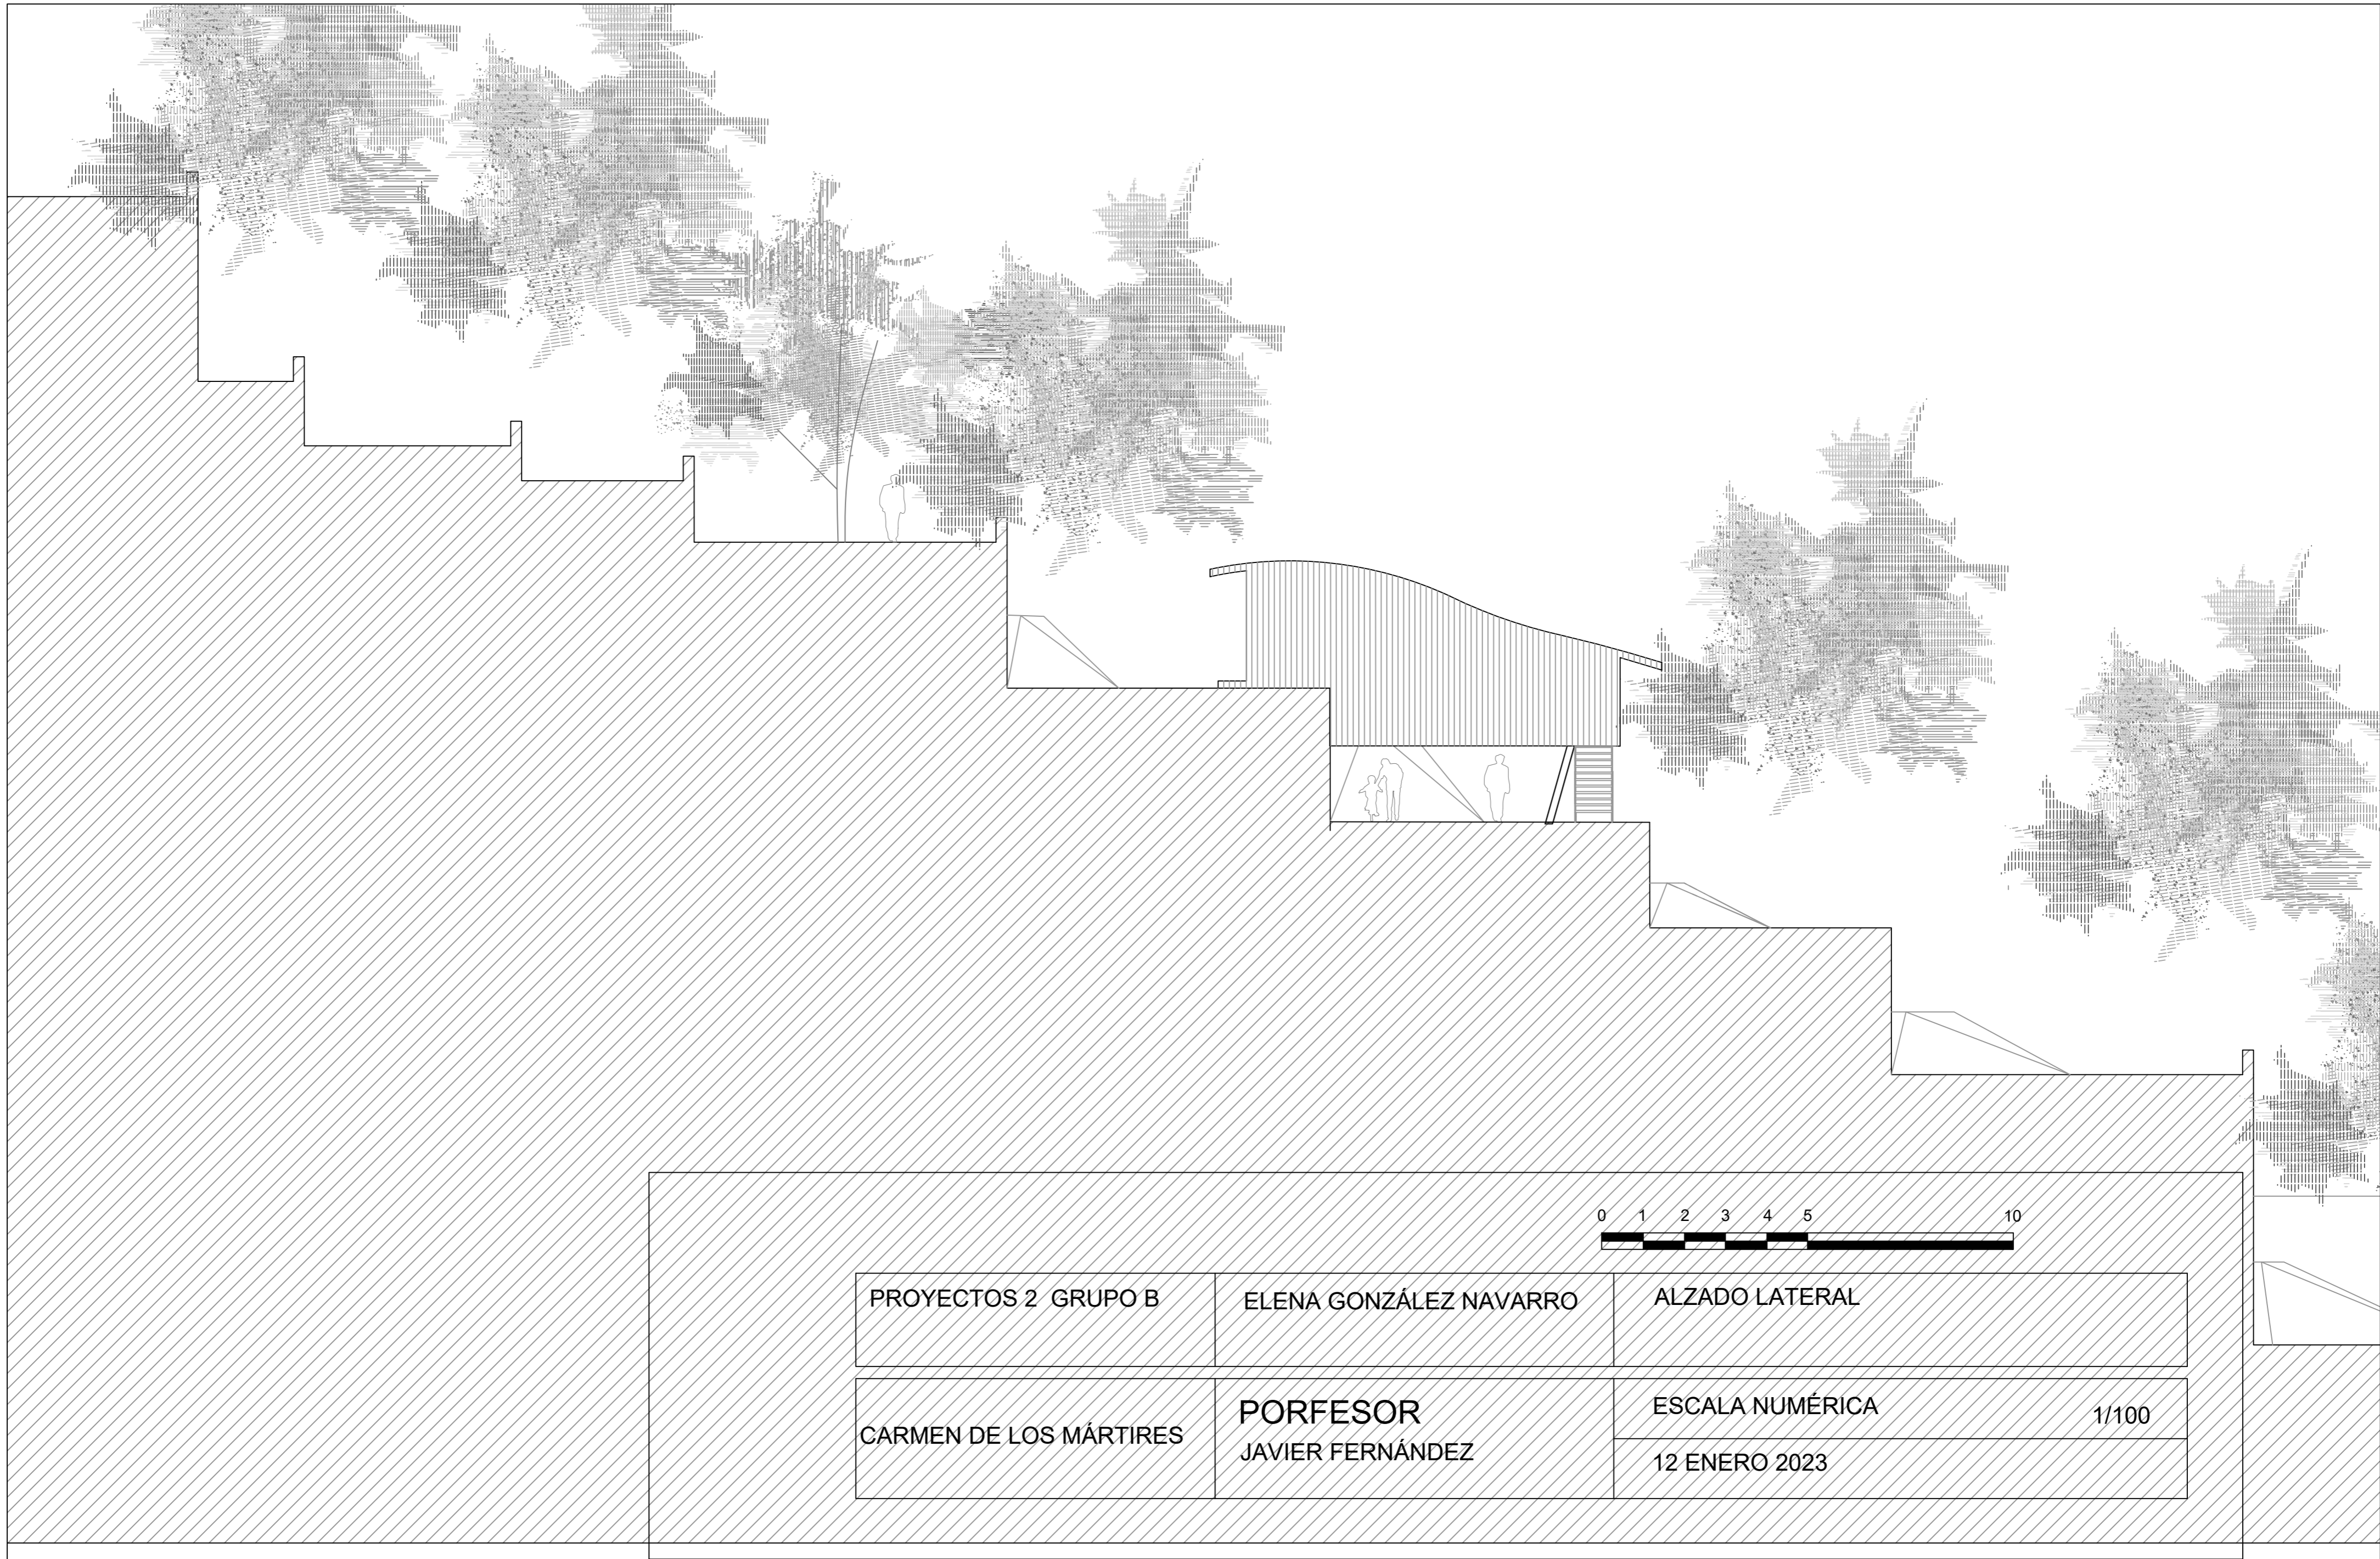 0 1 2 3 4 5 10
PROYECTOS 2 GRUPO B
ELENA GONZÁLEZ NAVARRO
ALZADO LATERAL
CARMEN DE LOS MÁRTIRES
PORFESOR
JAVIER FERNÁNDEZ
ESCALA NUMÉRICA 1/100
12 ENERO 2023